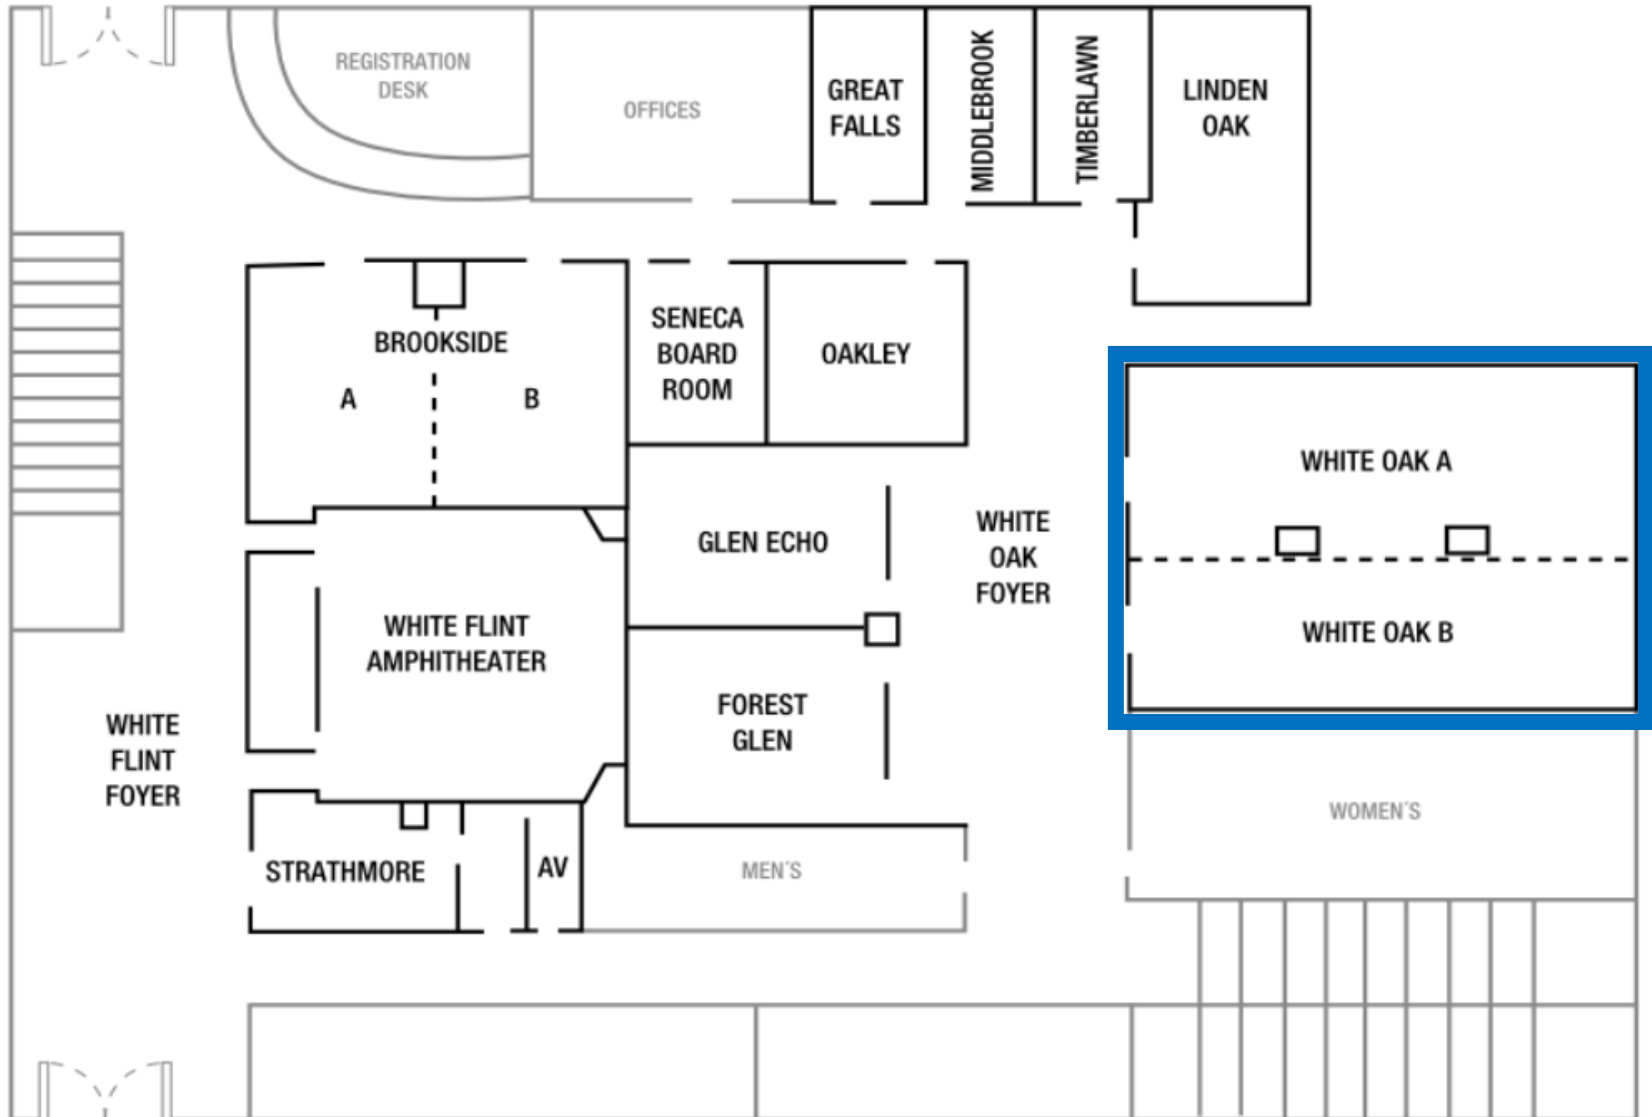 REGISTRATION
DESK
OFFICES
GREAT
FALLS
MIDDLEBROOK
TIMBERLAWN
LINDEN
OAK
BROOKSIDE
A
B
SENECA
BOARD
ROOM
OAKLEY
WHITE OAK A
WHITE OAK B
GLEN ECHO
WHITE
OAK
FOYER
WHITE FLINT
AMPHITHEATER
FOREST
GLEN
WHITE
FLINT
FOYER
STRATHMORE
AV
MEN´S
WOMEN´S